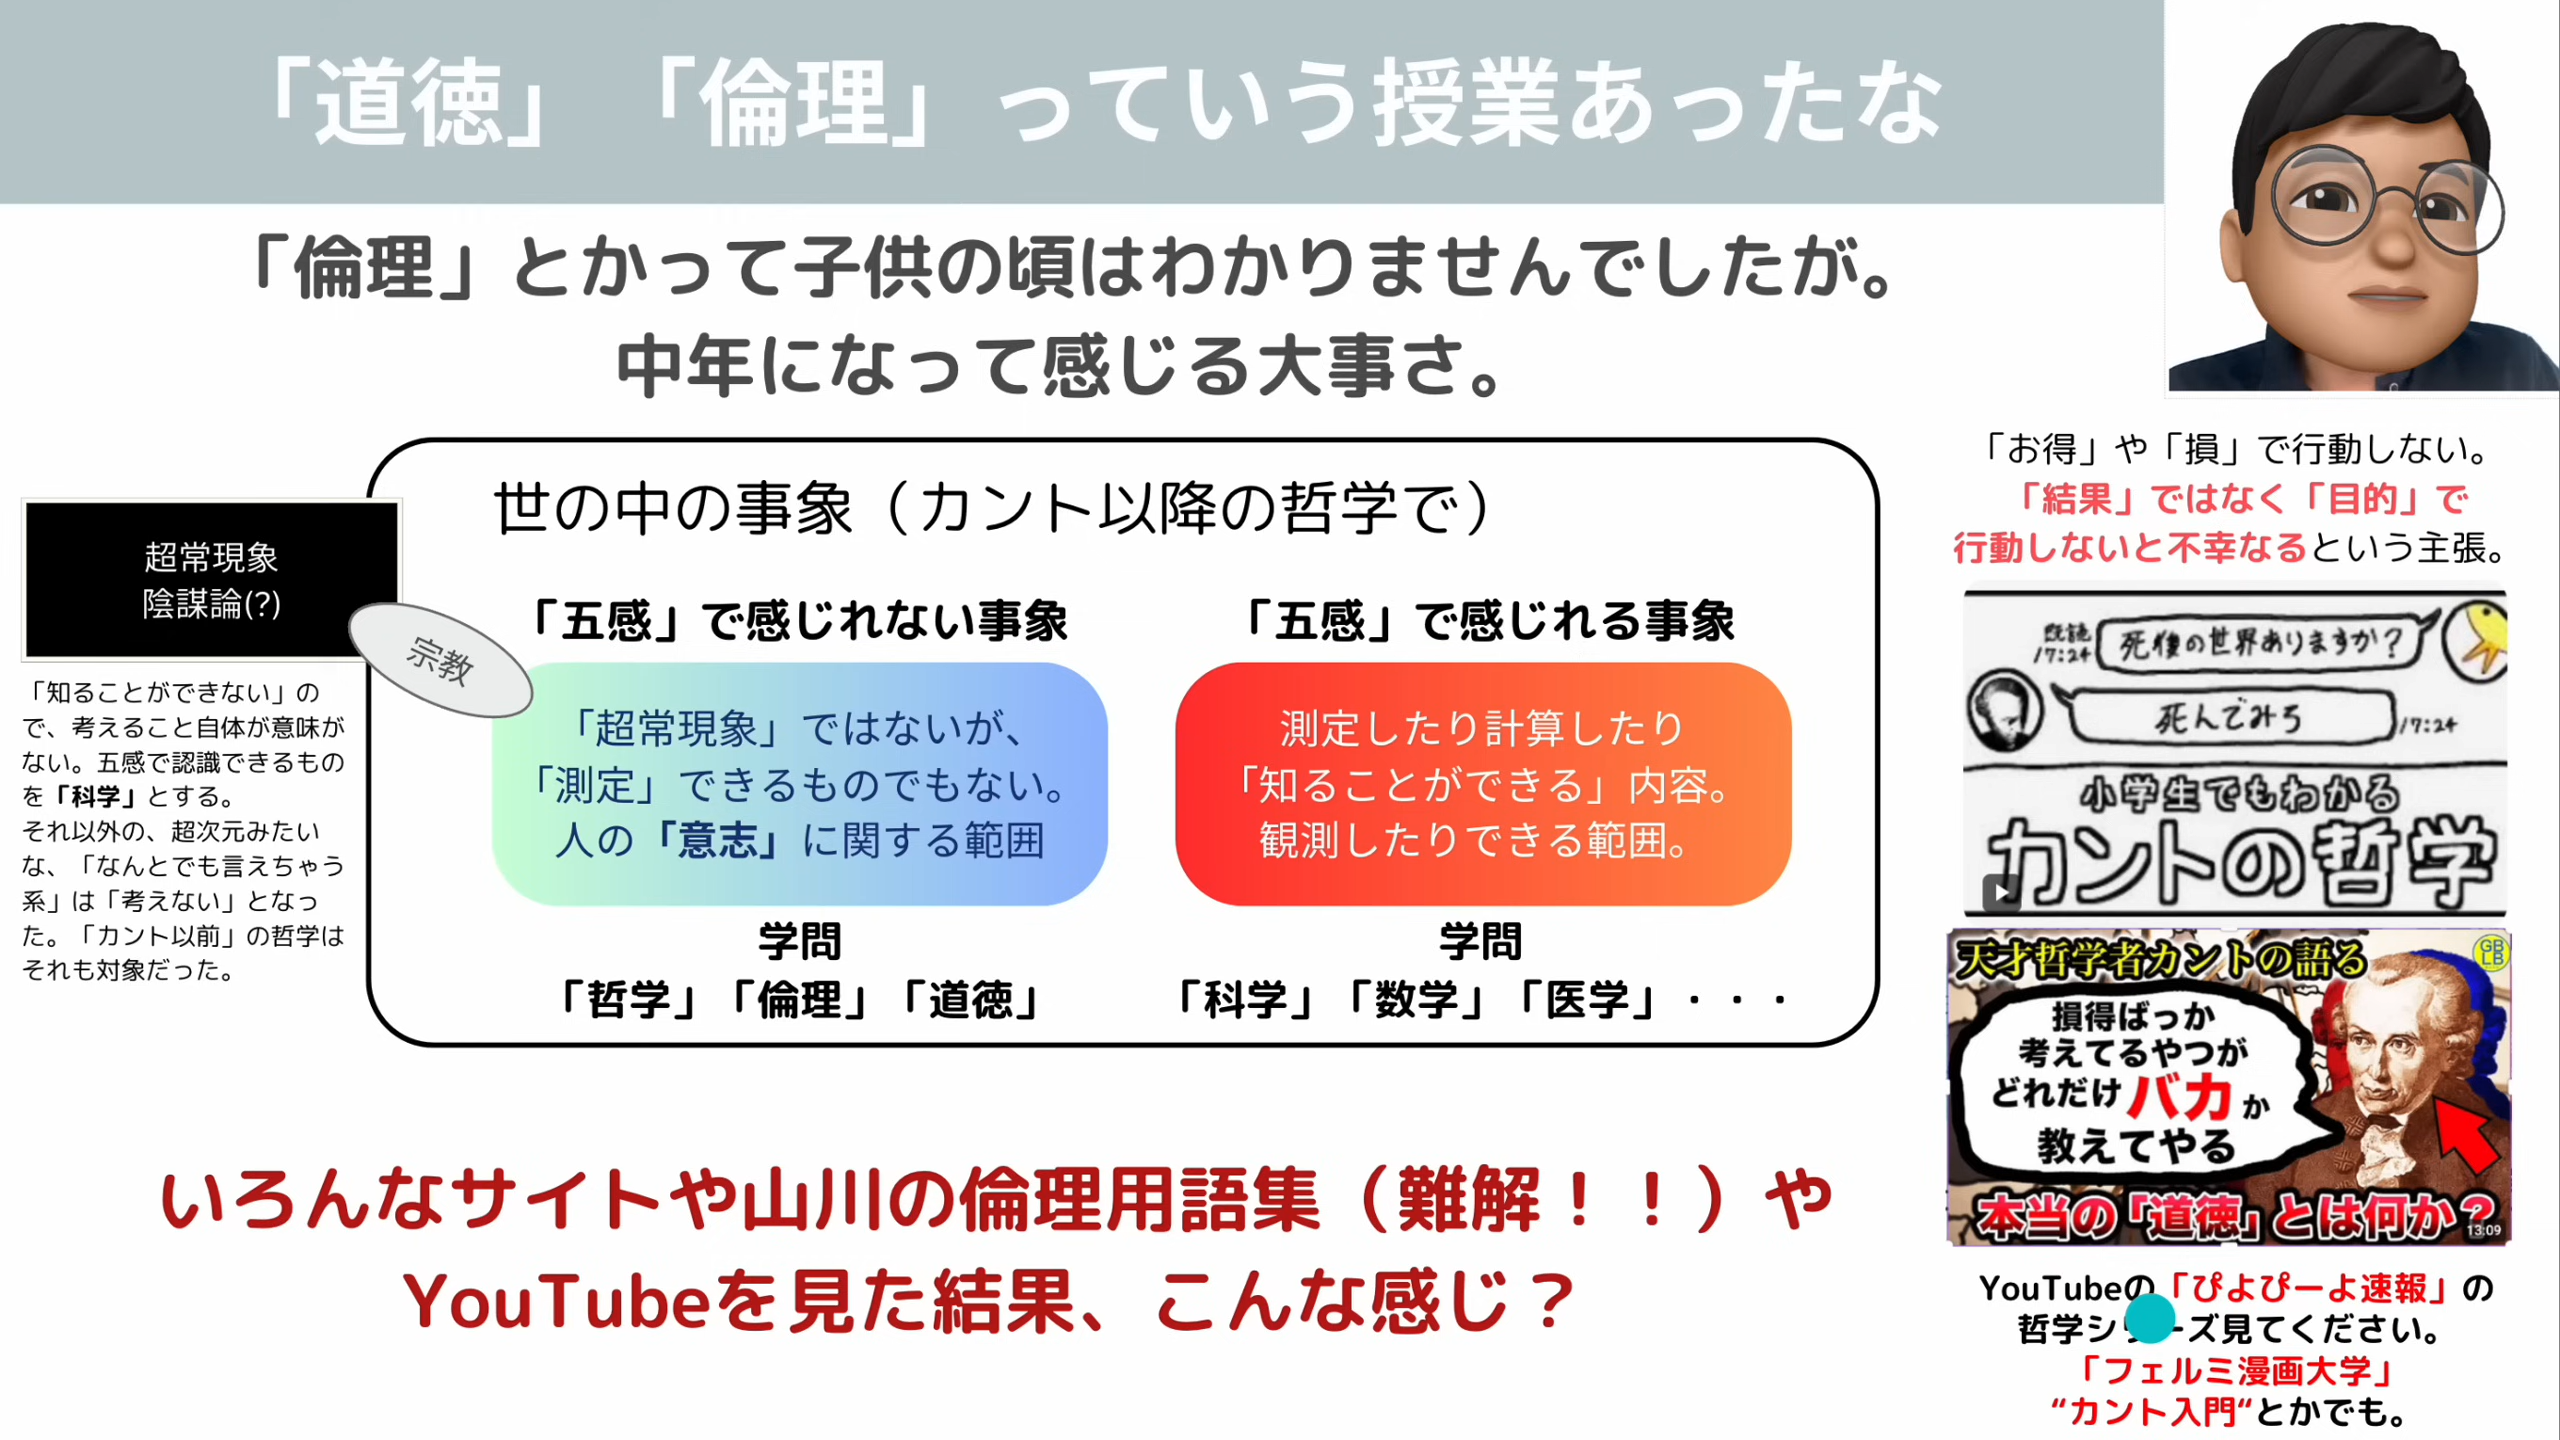 「道徳」「倫理」っていう授業あったな
「倫理」とかって子供の頃はわかりませんでしたが。
中年になって感じる大事さ。
超常現象
陰謀論(?)
宗教
「知ることができない」の
で、考えること自体が意味が
ない。五感で認識できるもの
を「科学」とする。
それ以外の、超次元みたい
な、「なんとでも言えちゃう
系」は「考えない」となっ
た。「カント以前」の哲学は
それも対象だった。
世の中の事象（カント以降の哲学で）
「五感」で感じれない事象
「超常現象」ではないが、
「測定」できるものでもない。
人の「意志」に関する範囲
学問
「哲学」「倫理」「道徳」
「五感」で感じれる事象
測定したり計算したり
「知ることができる」内容。
観測したりできる範囲。
学問
「科学」「数学」「医学」・・・
いろんなサイトや山川の倫理用語集（難解！！）や
YouTubeを見た結果、こんな感じ？
「お得」や「損」で行動しない。
「結果」ではなく「目的」で
行動しないと不幸なるという主張。
既読
17:24
死後の世界ありますか？
死んでみろ
17:24
小学生でもわかる
カントの哲学
天才哲学者カントの語る
GB
LB
損得ばっか
考えてるやつが
どれだけバカか
教えてやる
本当の「道徳」とは何か？
13:09
YouTubeの「ぴよぴーよ速報」の
哲学シリーズ見てください。
「フェルミ漫画大学」
“カント入門“とかでも。